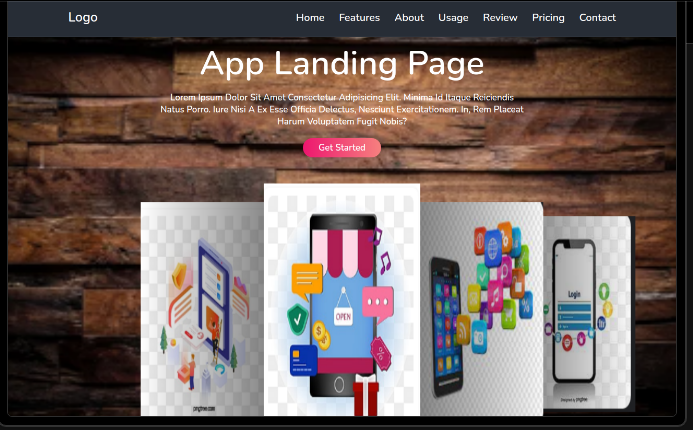 Logo
Home Features About Usage Review Pricing Contact
App Landing Page
Lorem Ipsum Dolor Sit Amet Consectetur Adipisicing Elit. Minima Id Itaque Reiciendis
Natus Porro. Iure Nisi A Ex Esse Officia Delectus, Nesciunt Exercitationem. In, Rem Placeat
Harum Voluptatem Fugit Nobis?
Get Started
OPEN
Login
pngtree.com